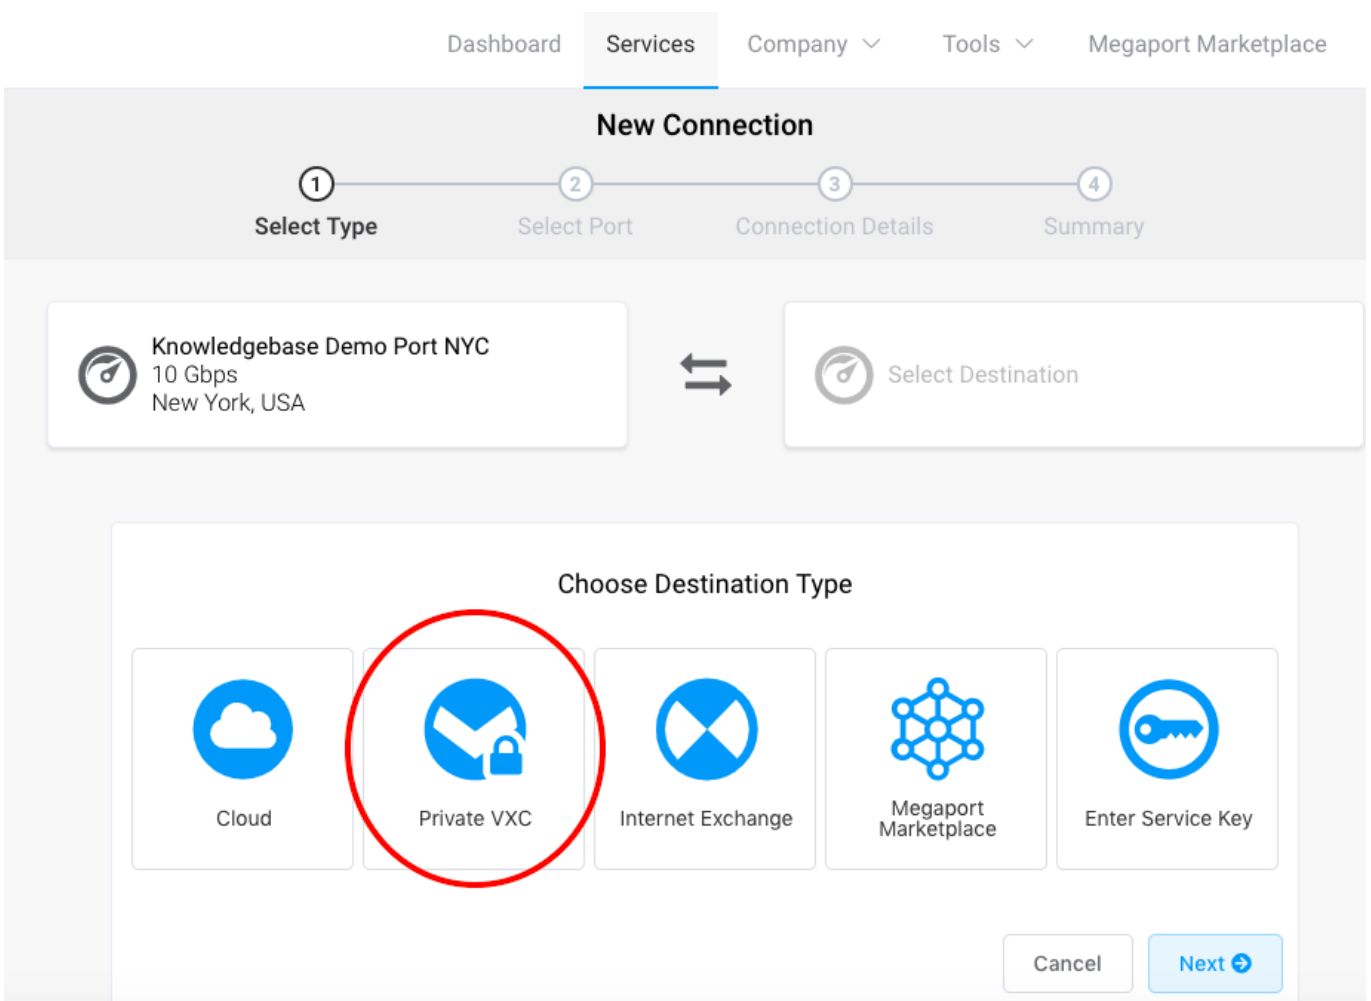 Dashboard Services Company Tools Megaport Marketplace
New Connection
1 2 3 4
Select Type Select Port Connection Details Summary
Knowledgebase Demo Port NYC
10 Gbps
New York, USA
Select Destination
Choose Destination Type
Cloud
Private VXC
Internet Exchange
Megaport
Marketplace
Enter Service Key
Cancel Next